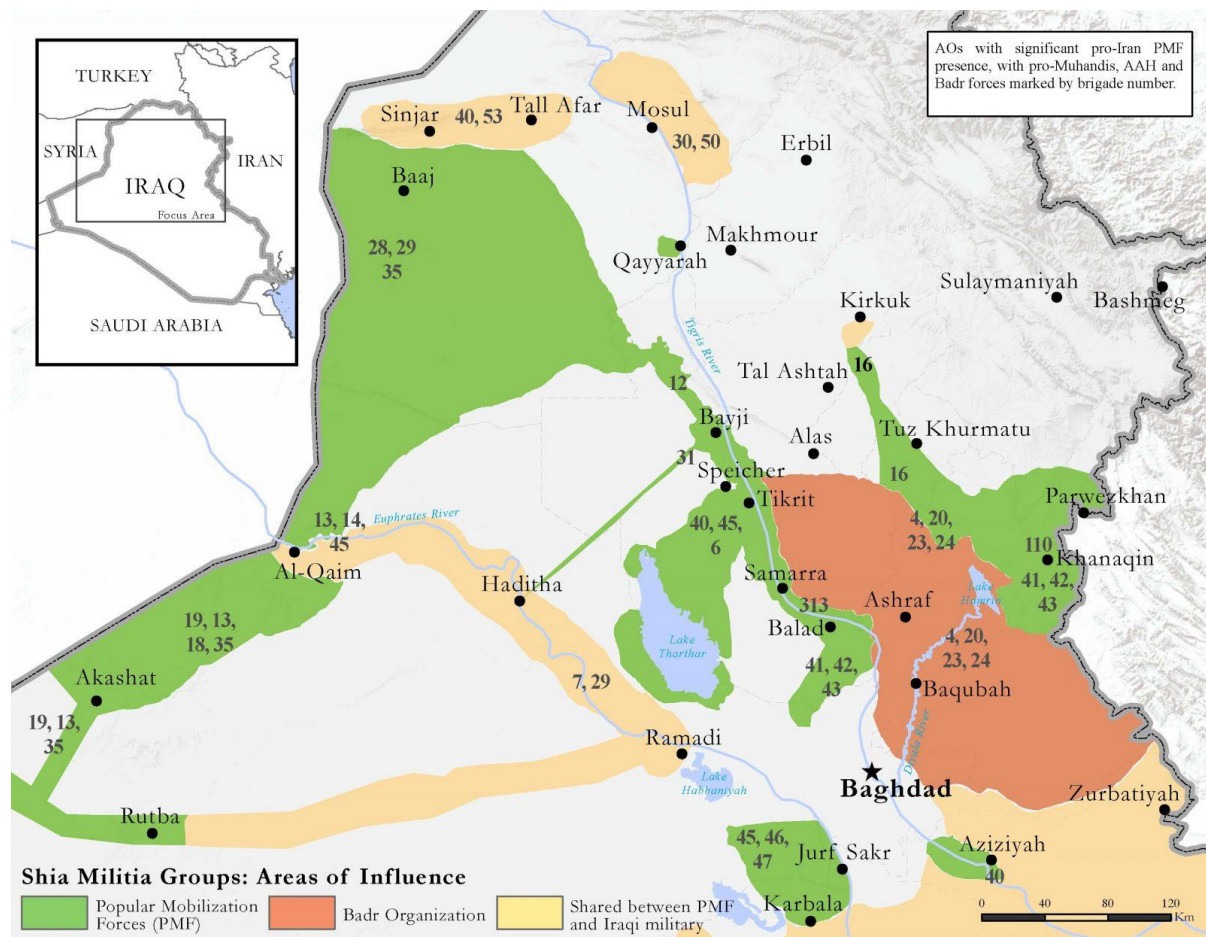 AOs with significant pro-Iran PMF
presence, with pro-Muhandis, AAH and
Badr forces marked by brigade number.
TURKEY
SYRIA
IRAN
IRAQ
Focus Area
SAUDI ARABIA
Sinjar
40, 53
Tall Afar
Mosul
30, 50
Erbil
Baaj
28, 29
35
Qayyarah
Makhmour
Sulaymaniyah
Bashmeg
Kirkuk
Tigris River
16
Tal Ashtah
12
Bayji
Alas
Tuz Khurmatu
31
Speicher
16
Tikrit
Parwezkhan
13, 14,
45
Euphrates River
40, 45,
6
4, 20,
23, 24
110
Khanaqin
41, 42,
43
Al-Qaim
Haditha
Samarra
Lake
Hamrin
313
Ashraf
Balad
19, 13,
18, 35
Lake
Tharthar
4, 20,
23, 24
41, 42,
43
Akashat
7, 29
Baqubah
19, 13,
35
Ramadi
Diyala River
Lake
Habbaniyah
Baghdad
Zurbatiyah
Rutba
45, 46,
47
Jurf Sakr
Aziziyah
40
Karbala
Shia Militia Groups: Areas of Influence
Popular Mobilization
Forces (PMF)
Badr Organization
Shared between PMF
and Iraqi military
0 40 80 120
Km